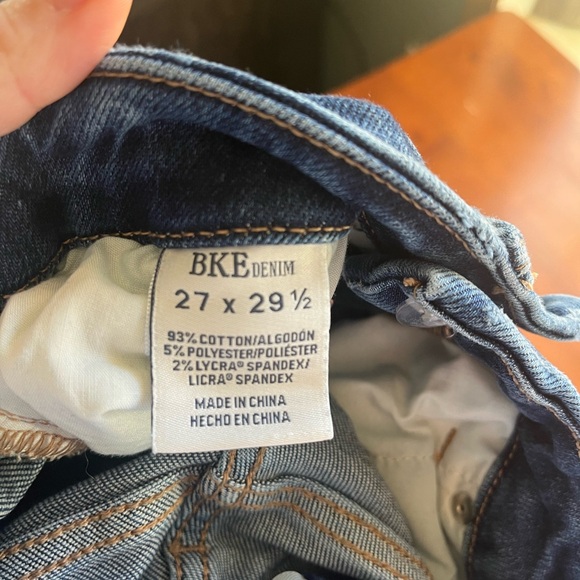 BKE DENIM
27 x 29 ½
93% COTTON/ALGODÓN
5% POLYESTER/POLIÉSTER
2% LYCRA® SPANDEX/
LICRA® SPANDEX
MADE IN CHINA
HECHO EN CHINA